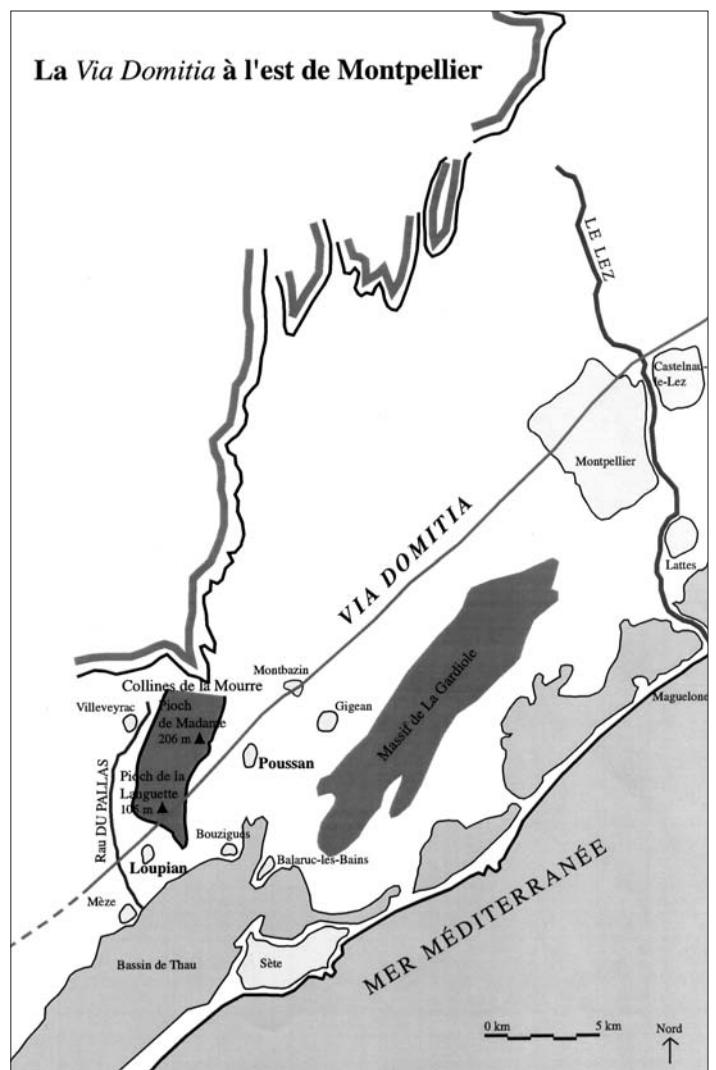 La Via Domitia à l'est de Montpellier
LE LEZ
Castelnau-
le-Lez
Montpellier
VIA DOMITIA
Lattes
Massif de La Gardiole
Montbazin
Maguelone
Collines de la Mourre
Villeveyrac
Pioch
de Madame
206 m
Gigean
Poussan
Rau DU PALLAS
Pioch de la
Languette
105 m
Bouzigues
Loupian
Balaruc-les-Bains
Mèze
MER MÉDITERRANÉE
Bassin de Thau
Sète
0 km
5 km
Nord